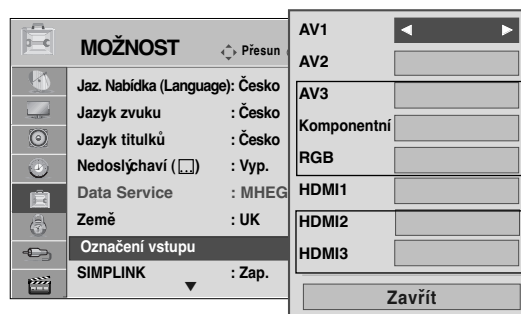 MOŽNOST
Přesun
Jaz. Nabídka (Language): Česko
Jazyk zvuku : Česko
Jazyk titulků : Česko
Nedoslýchaví ( ) : Vyp.
Data Service : MHEG
Země : UK
Označení vstupu
SIMPLINK : Zap.
AV1
AV2
AV3
Komponentní
RGB
HDMI1
HDMI2
HDMI3
Zavřít